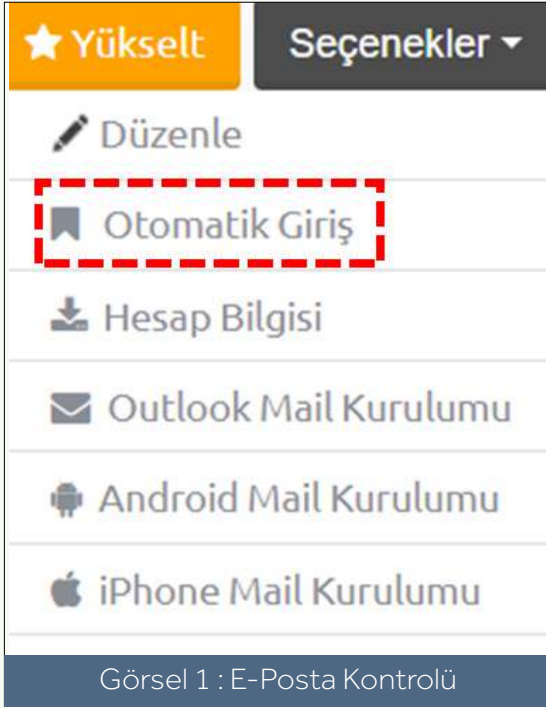 Yükselt
Seçenekler
Düzenle
Otomatik Giriş
Hesap Bilgisi
Outlook Mail Kurulumu
Android Mail Kurulumu
iPhone Mail Kurulumu
Görsel 1 : E-Posta Kontrolü